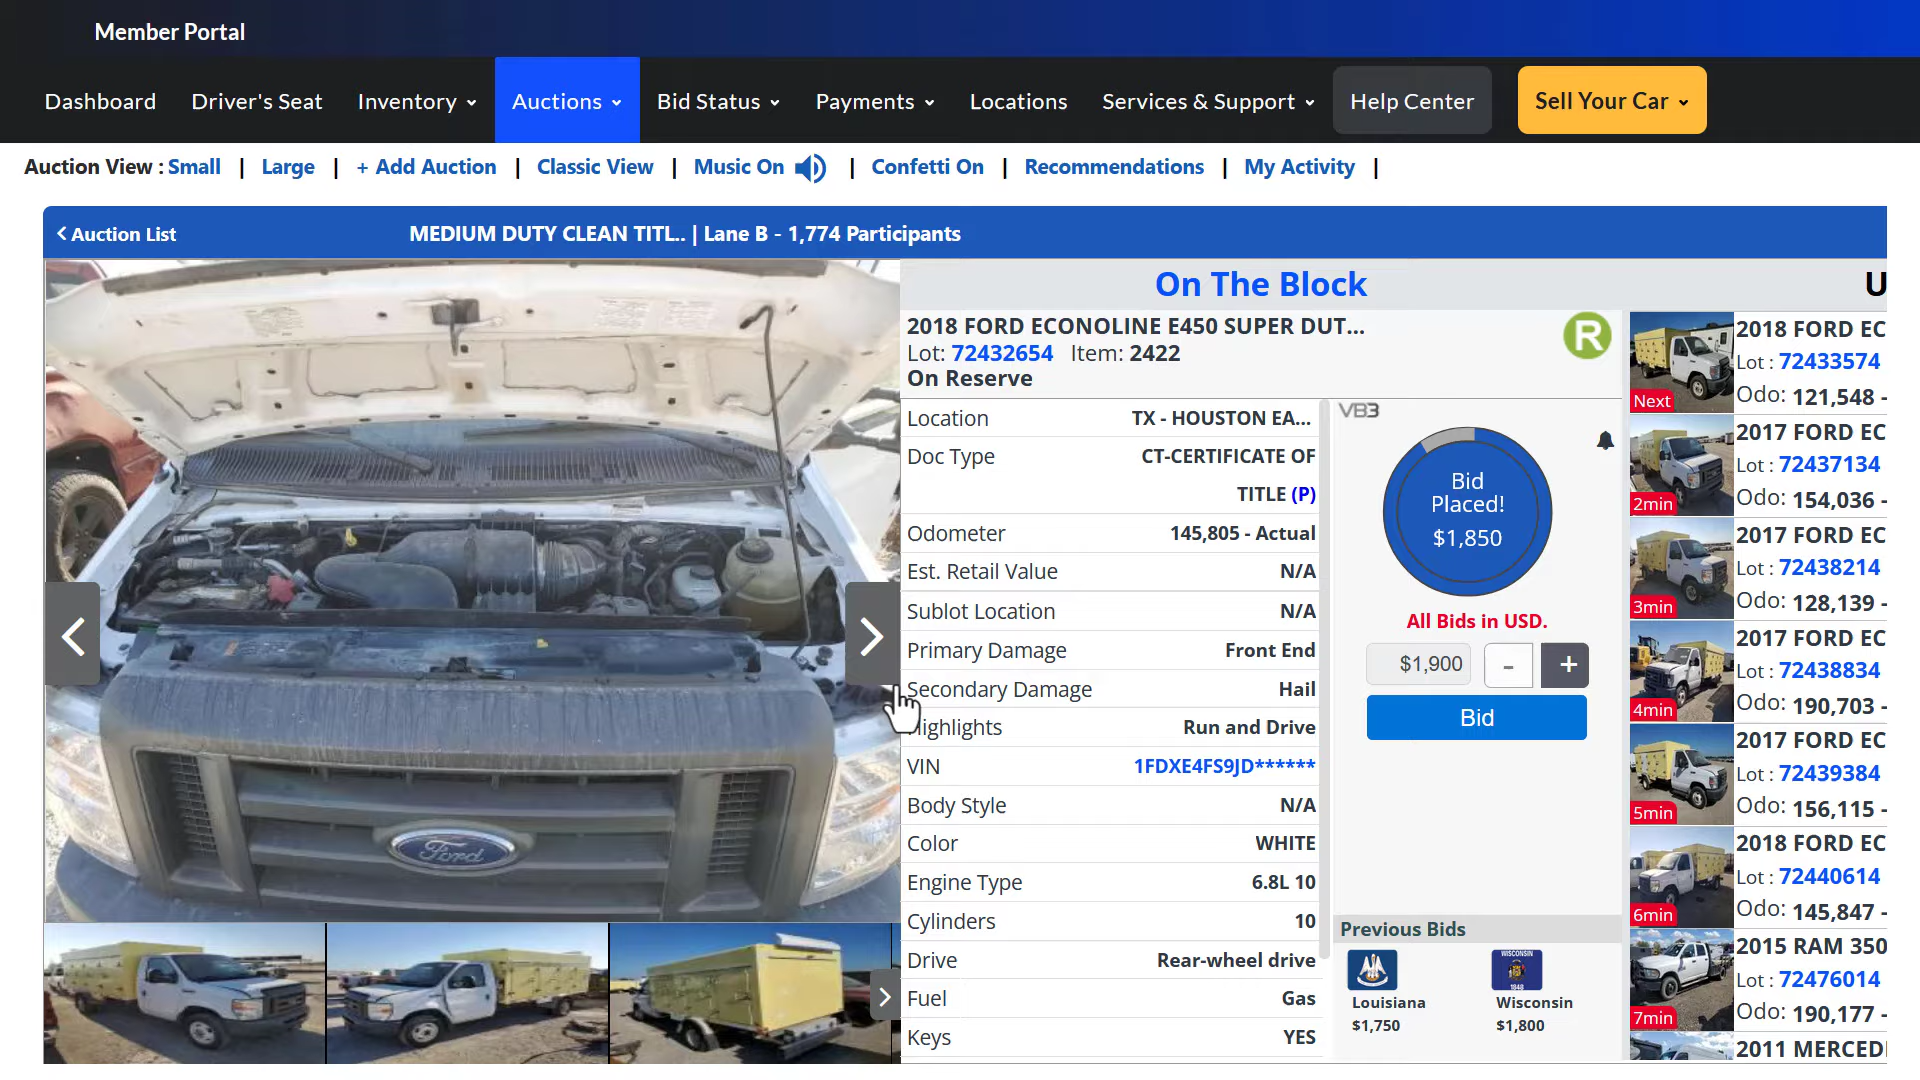 Member Portal
Dashboard Driver's Seat Inventory Auctions Bid Status Payments Locations Services & Support Help Center Sell Your Car
Auction View : Small | Large | + Add Auction | Classic View | Music On | Confetti On | Recommendations | My Activity |
Auction List
MEDIUM DUTY CLEAN TITL.. | Lane B - 1,774 Participants
On The Block
2018 FORD ECONOLINE E450 SUPER DUT...
Lot: 72432654 Item: 2422
On Reserve
R
Location TX - HOUSTON EA...
Doc Type CT-CERTIFICATE OF
TITLE (P)
Odometer 145,805 - Actual
Est. Retail Value N/A
Sublot Location N/A
Primary Damage Front End
Secondary Damage Hail
Highlights Run and Drive
VIN 1FDXE4FS9JD******
Body Style N/A
Color WHITE
Engine Type 6.8L 10
Cylinders 10
Drive Rear-wheel drive
Fuel Gas
Keys YES
VB3
Bid
Placed!
$1,850
All Bids in USD.
$1,900 - +
Bid
Previous Bids
WISCONSIN
1848
Louisiana
$1,750
Wisconsin
$1,800
U
2018 FORD EC
Lot : 72433574
Odo: 121,548 -
Next
2017 FORD EC
Lot : 72437134
Odo: 154,036 -
2min
2017 FORD EC
Lot : 72438214
Odo: 128,139 -
3min
2017 FORD EC
Lot : 72438834
Odo: 190,703 -
4min
2017 FORD EC
Lot : 72439384
Odo: 156,115 -
5min
2018 FORD EC
Lot : 72440614
Odo: 145,847 -
6min
2015 RAM 350
Lot : 72476014
Odo: 190,177 -
7min
2011 MERCED
Ford